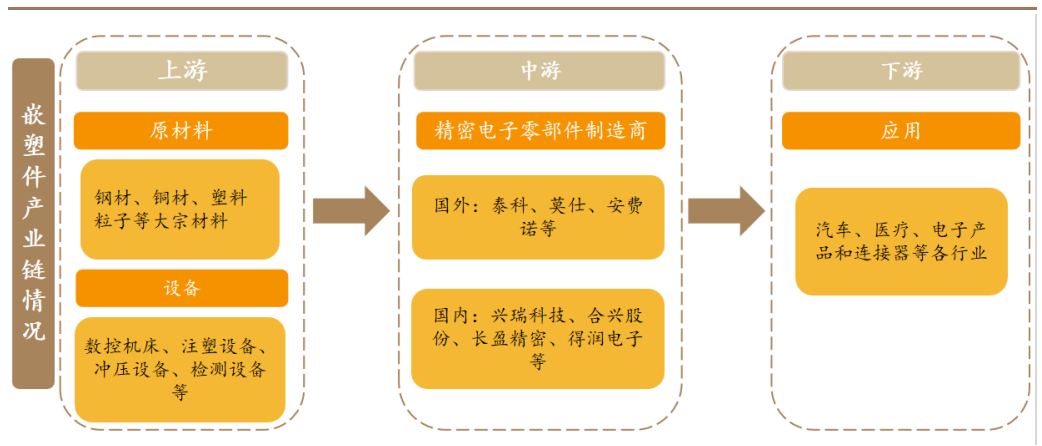 嵌塑件产业链情况
上游
原材料
钢材、铜材、塑料
粒子等大宗材料
设备
数控机床、注塑设备、
冲压设备、检测设备
等
中游
精密电子零部件制造商
国外：泰科、莫仕、安费
诺等
国内：兴瑞科技、合兴股
份、长盈精密、得润电子
等
下游
应用
汽车、医疗、电子产
品和连接器等各行业